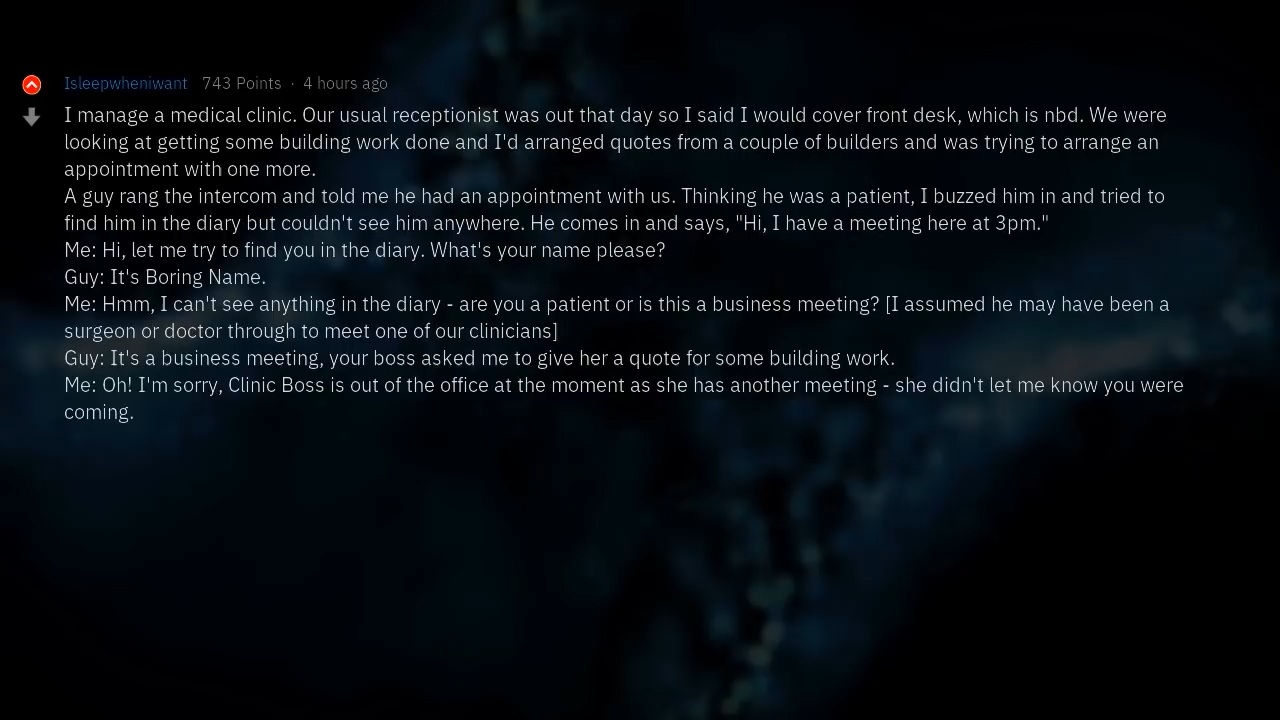 Isleepwheniwant 743 Points · 4 hours ago
I manage a medical clinic. Our usual receptionist was out that day so I said I would cover front desk, which is nbd. We were
looking at getting some building work done and I'd arranged quotes from a couple of builders and was trying to arrange an
appointment with one more.
A guy rang the intercom and told me he had an appointment with us. Thinking he was a patient, I buzzed him in and tried to
find him in the diary but couldn't see him anywhere. He comes in and says, "Hi, I have a meeting here at 3pm."
Me: Hi, let me try to find you in the diary. What's your name please?
Guy: It's Boring Name.
Me: Hmm, I can't see anything in the diary - are you a patient or is this a business meeting? [I assumed he may have been a
surgeon or doctor through to meet one of our clinicians]
Guy: It's a business meeting, your boss asked me to give her a quote for some building work.
Me: Oh! I'm sorry, Clinic Boss is out of the office at the moment as she has another meeting - she didn't let me know you were
coming.